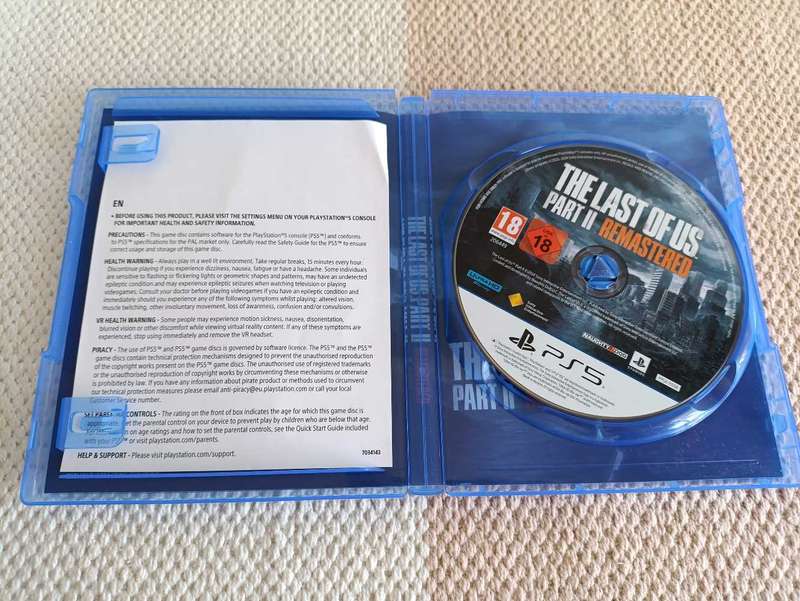 EN
• BEFORE USING THIS PRODUCT, PLEASE VISIT THE SETTINGS MENU ON YOUR PLAYSTATION®5 CONSOLE
FOR IMPORTANT HEALTH AND SAFETY INFORMATION.
PRECAUTIONS - This game disc contains software for the PlayStation®5 console (PS5™) and conforms
to PS5™ specifications for the PAL market only. Carefully read the Safety Guide for the PS5™ to ensure
correct usage and storage of this game disc.
HEALTH WARNING - Always play in a well lit environment. Take regular breaks, 15 minutes every hour.
Discontinue playing if you experience dizziness, nausea, fatigue or have a headache. Some individuals
are sensitive to flashing or flickering lights or geometric shapes and patterns, may have an undetected
epileptic condition and may experience epileptic seizures when watching television or playing
videogames. Consult your doctor before playing videogames if you have an epileptic condition and
immediately should you experience any of the following symptoms whilst playing: altered vision,
muscle twitching, other involuntary movement, loss of awareness, confusion and/or convulsions.
VR HEALTH WARNING - Some people may experience motion sickness, nausea, disorientation,
blurred vision or other discomfort while viewing virtual reality content. If any of these symptoms are
experienced, stop using immediately and remove the VR headset.
PIRACY - The use of PS5™ and PS5™ game discs is governed by software licence. The PS5™ and the PS5™
game discs contain technical protection mechanisms designed to prevent the unauthorised reproduction
of the copyright works present on the PS5™ game discs. The unauthorised use of registered trademarks
or the unauthorised reproduction of copyright works by circumventing these mechanisms or otherwise
is prohibited by law. If you have any information about pirate product or methods used to circumvent
our technical protection measures please email anti-piracy@eu.playstation.com or call your local
Customer Service number.
SET PARENTAL CONTROLS - The rating on the front of box indicates the age for which this game disc is
appropriate. Set the parental control on your device to prevent play by children who are below that age.
information on age ratings and how to set the parental controls, see the Quick Start Guide included
with your PS5™ or visit playstation.com/parents.
HELP & SUPPORT - Please visit playstation.com/support.
7034143
THE LAST OF US PART II
REMASTERED
THE LAST OF US
PART II REMASTERED
18
18
NAUGHTY DOG
PS5
THE
PART II